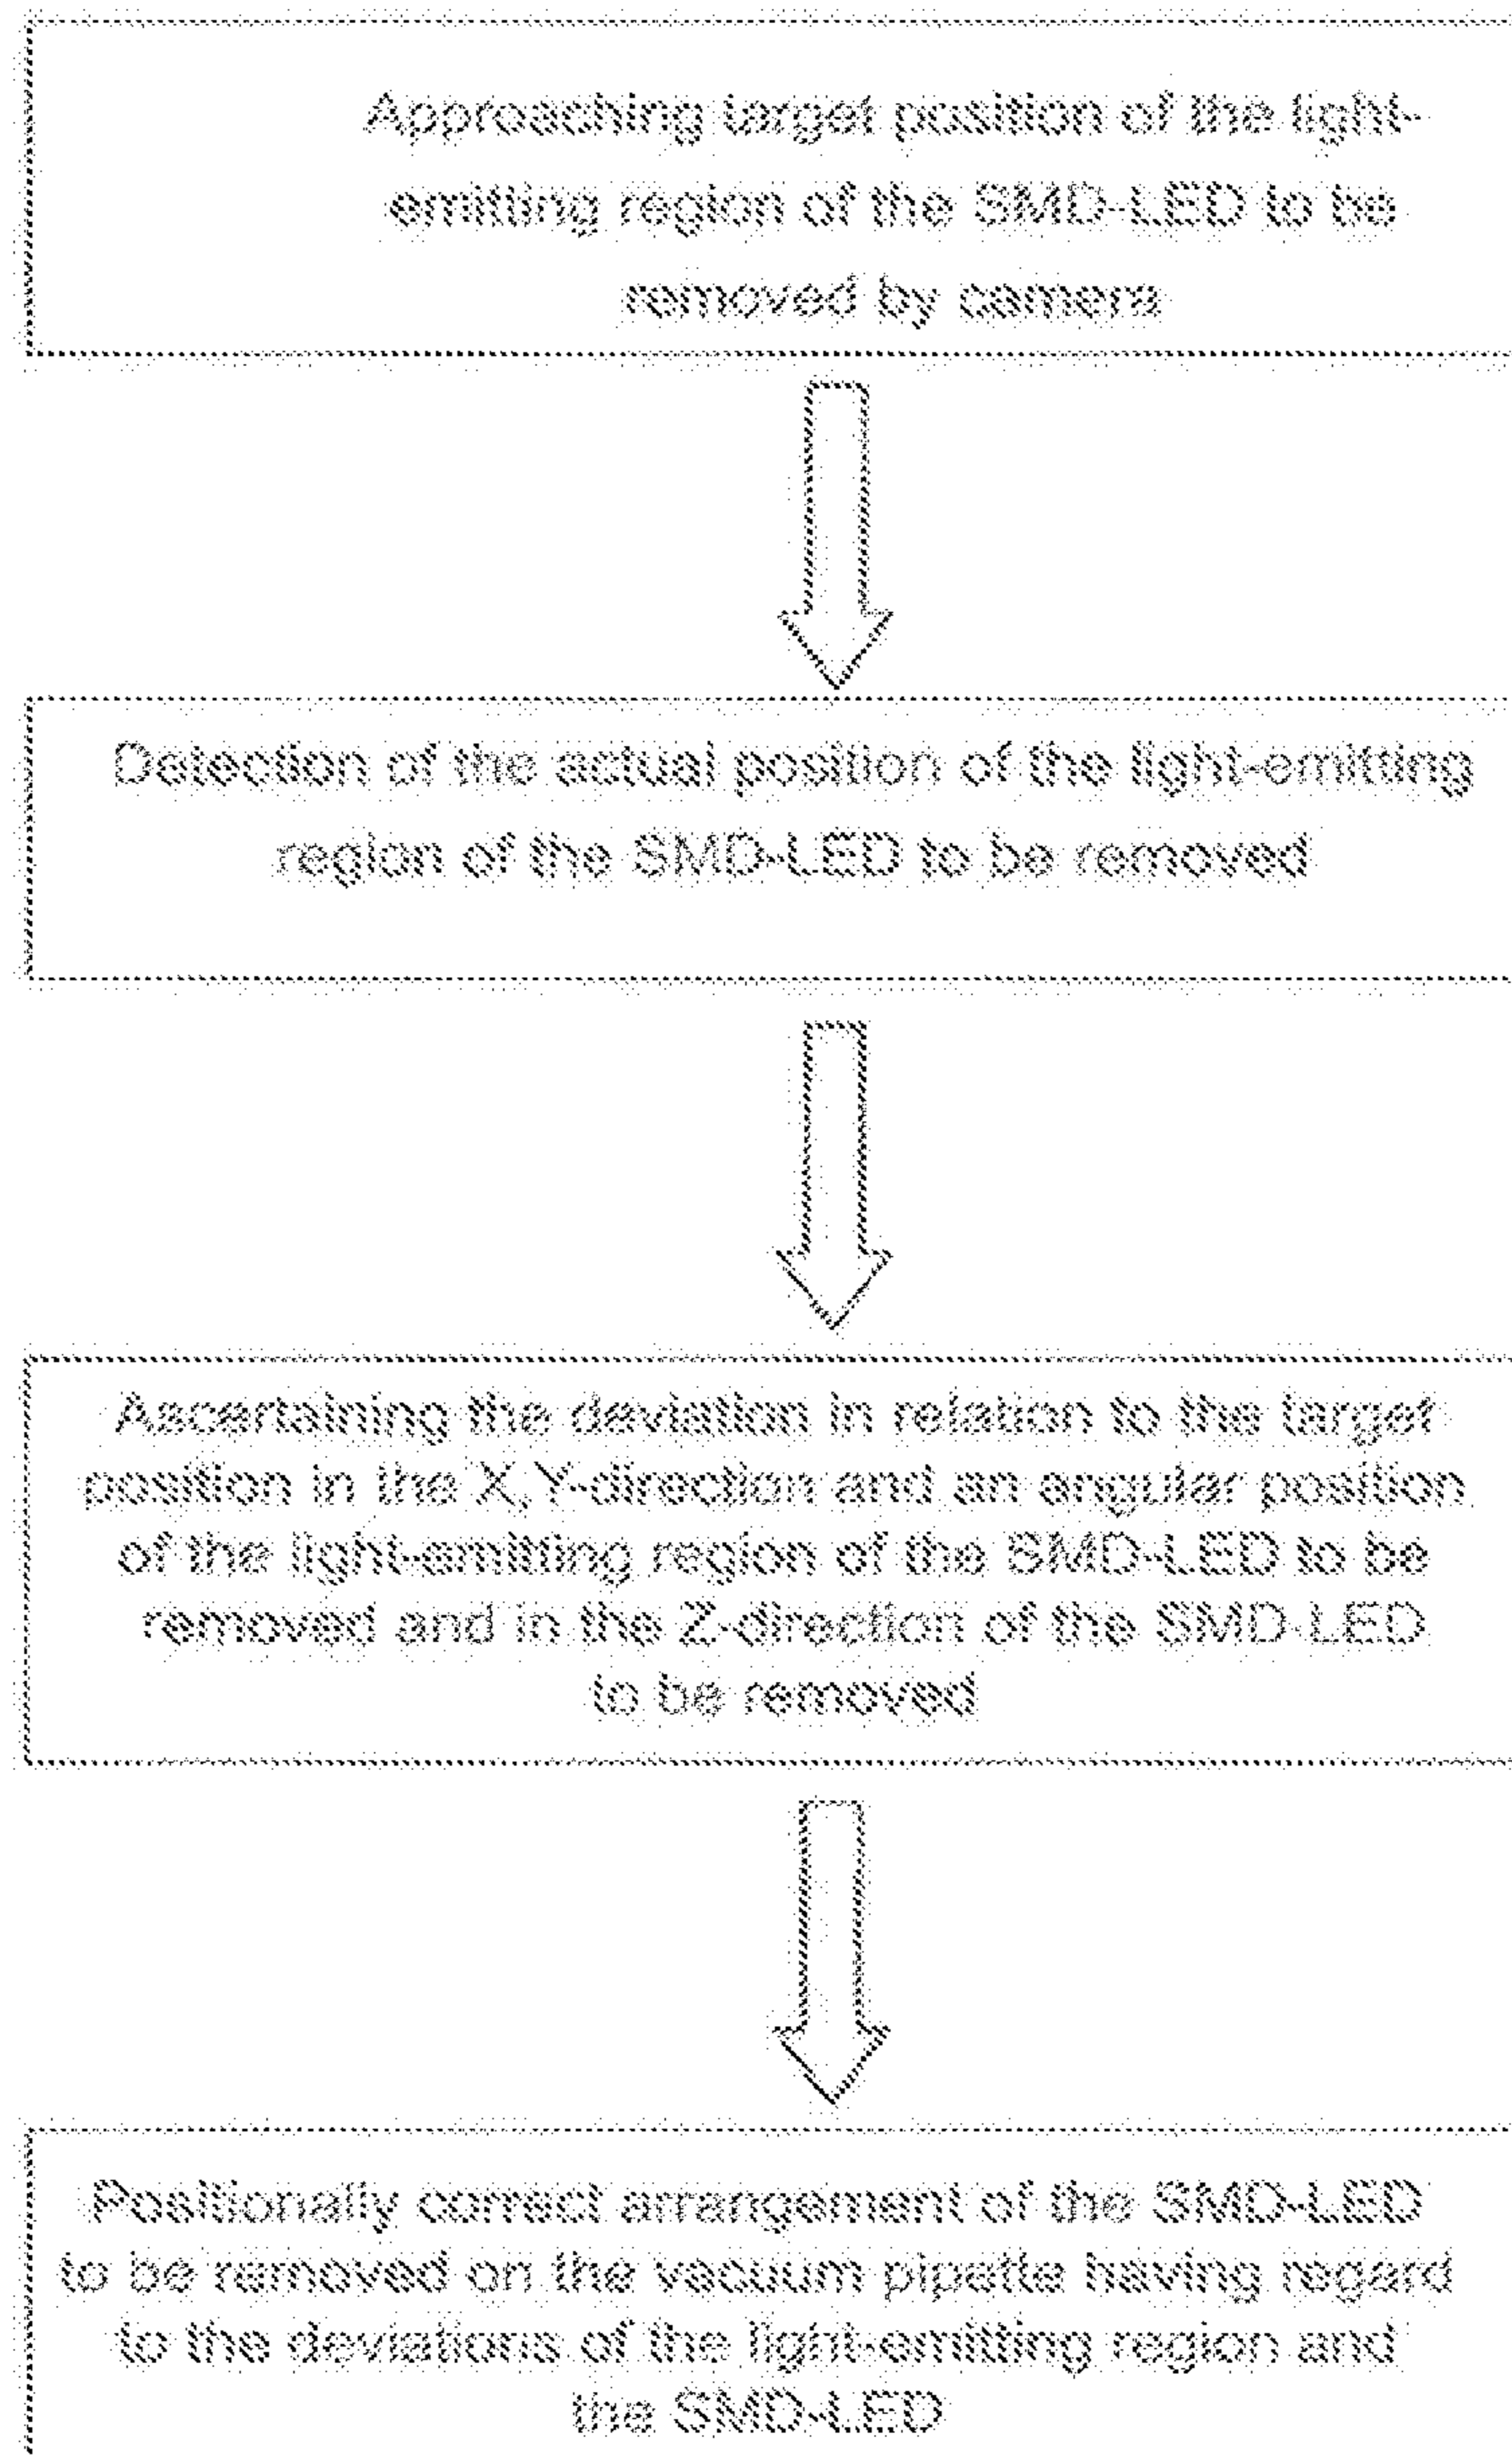 Approaching target position of the light-
emitting region of the SMD-LED to be
removed by camera
Detection of the actual position of the light-emitting
region of the SMD-LED to be removed
Ascertaining the deviation in relation to the target
position in the X,Y-direction and an angular position
of the light-emitting region of the SMD-LED to be
removed and in the Z-direction of the SMD-LED
to be removed
Positionally correct arrangement of the SMD-LED
to be removed on the vacuum pipette having regard
to the deviations of the light-emitting region and
the SMD-LED